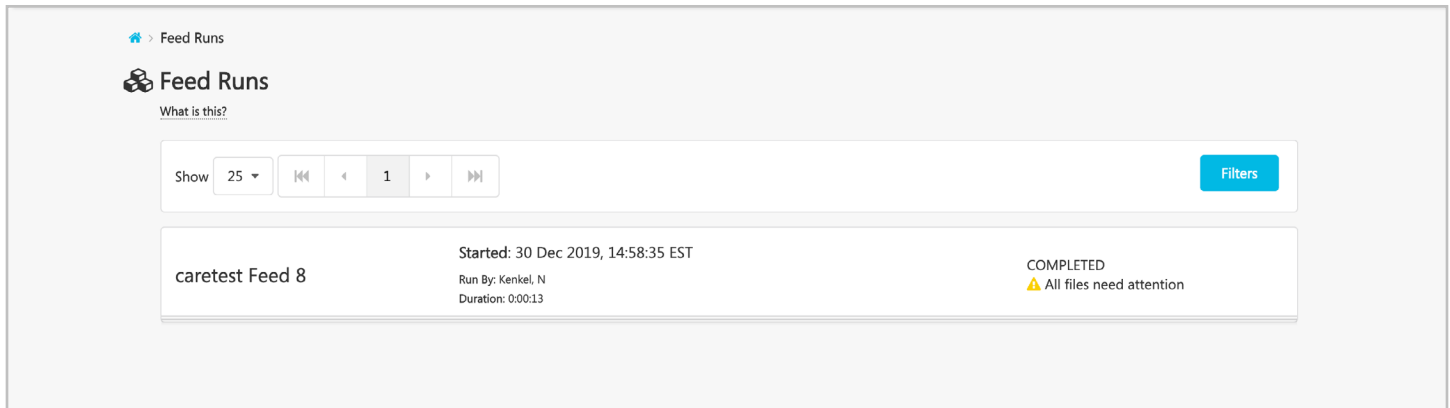 > Feed Runs
Feed Runs
What is this?
Show 25 1 Filters
caretest Feed 8
Started: 30 Dec 2019, 14:58:35 EST
Run By: Kenkel, N
Duration: 0:00:13
COMPLETED
All files need attention